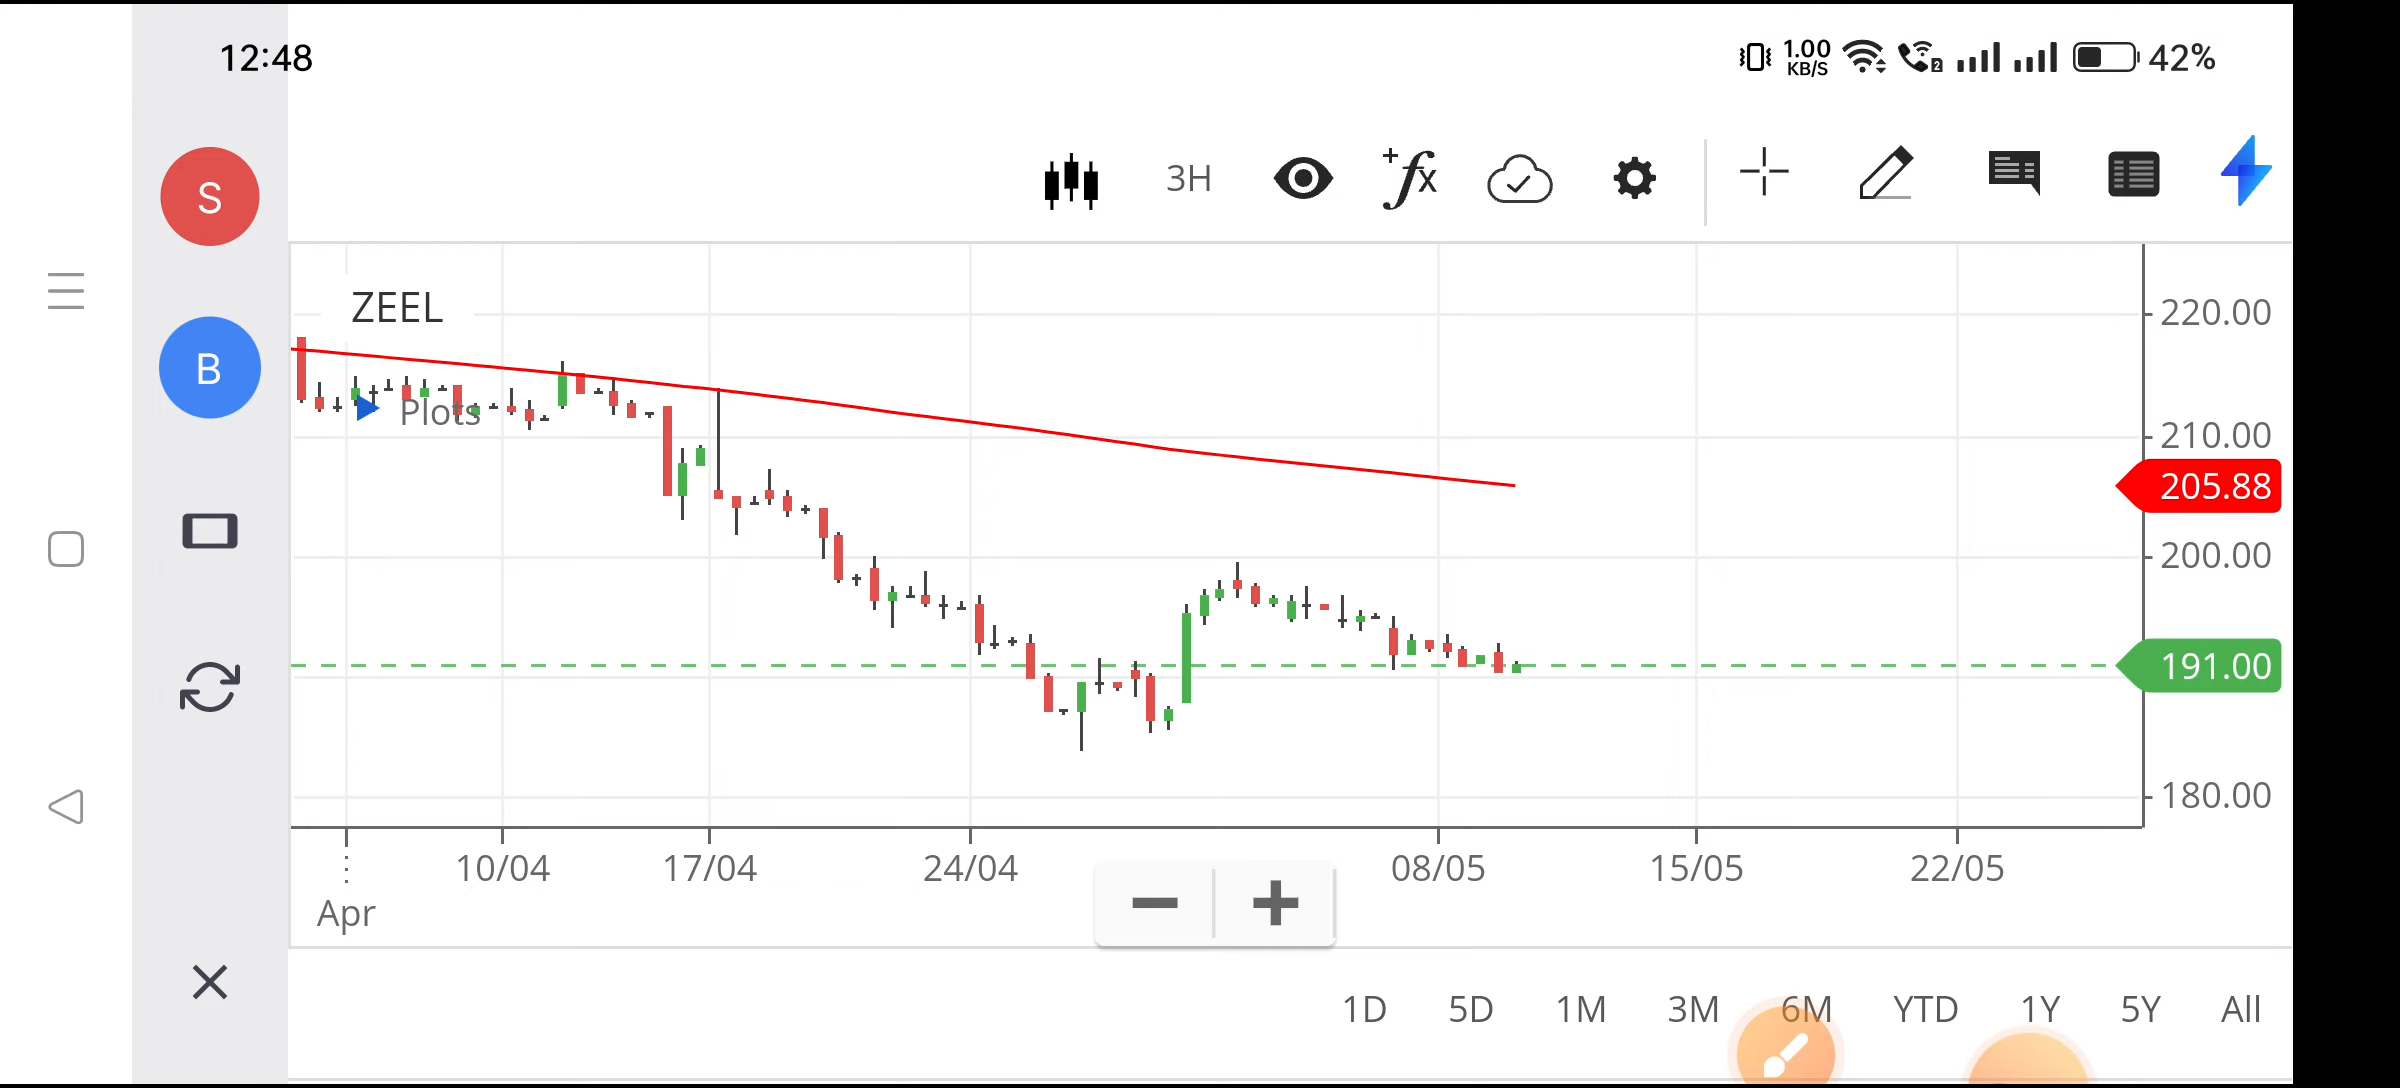 12:48
1.00
KB/S
2
42%
S
3H
fx
B
ZEEL
Plots
220.00
210.00
205.88
200.00
191.00
180.00
10/04
17/04
24/04
08/05
15/05
22/05
Apr
1D
5D
1M
3M
6M
YTD
1Y
5Y
All